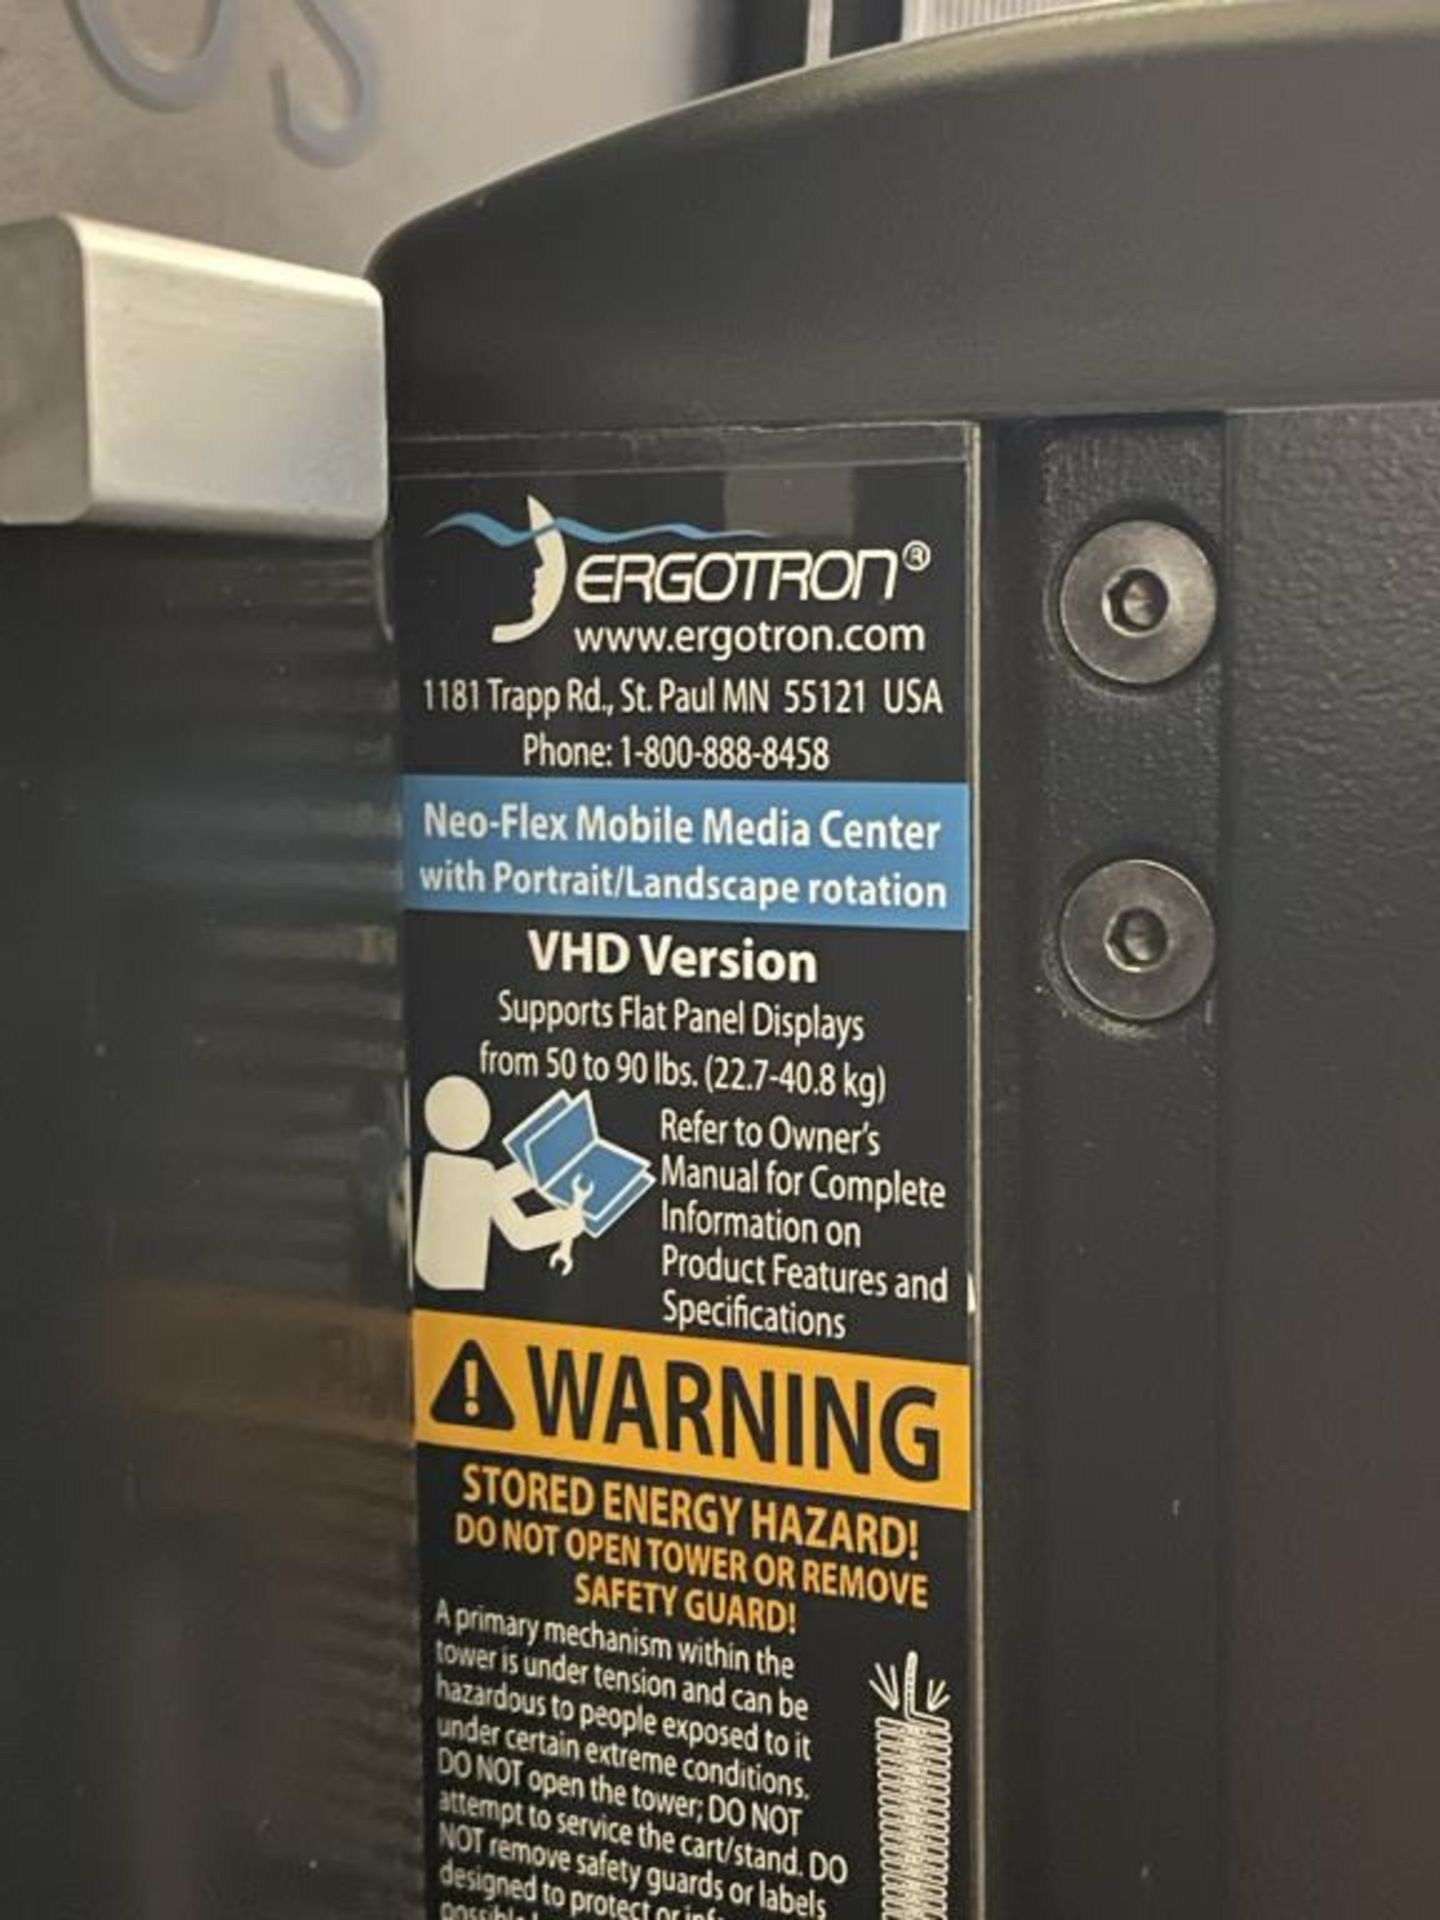 ERGOTRON®
www.ergotron.com
1181 Trapp Rd., St. Paul MN 55121 USA
Phone: 1-800-888-8458
Neo-Flex Mobile Media Center
with Portrait/Landscape rotation
VHD Version
Supports Flat Panel Displays
from 50 to 90 lbs. (22.7-40.8 kg)
Refer to Owner's
Manual for Complete
Information on
Product Features and
Specifications
WARNING
STORED ENERGY HAZARD!
DO NOT OPEN TOWER OR REMOVE
SAFETY GUARD!
A primary mechanism within the
tower is under tension and can be
hazardous to people exposed to it
under certain extreme conditions.
DO NOT open the tower; DO NOT
attempt to service the cart/stand. DO
NOT remove safety guards or labels
designed to protect or